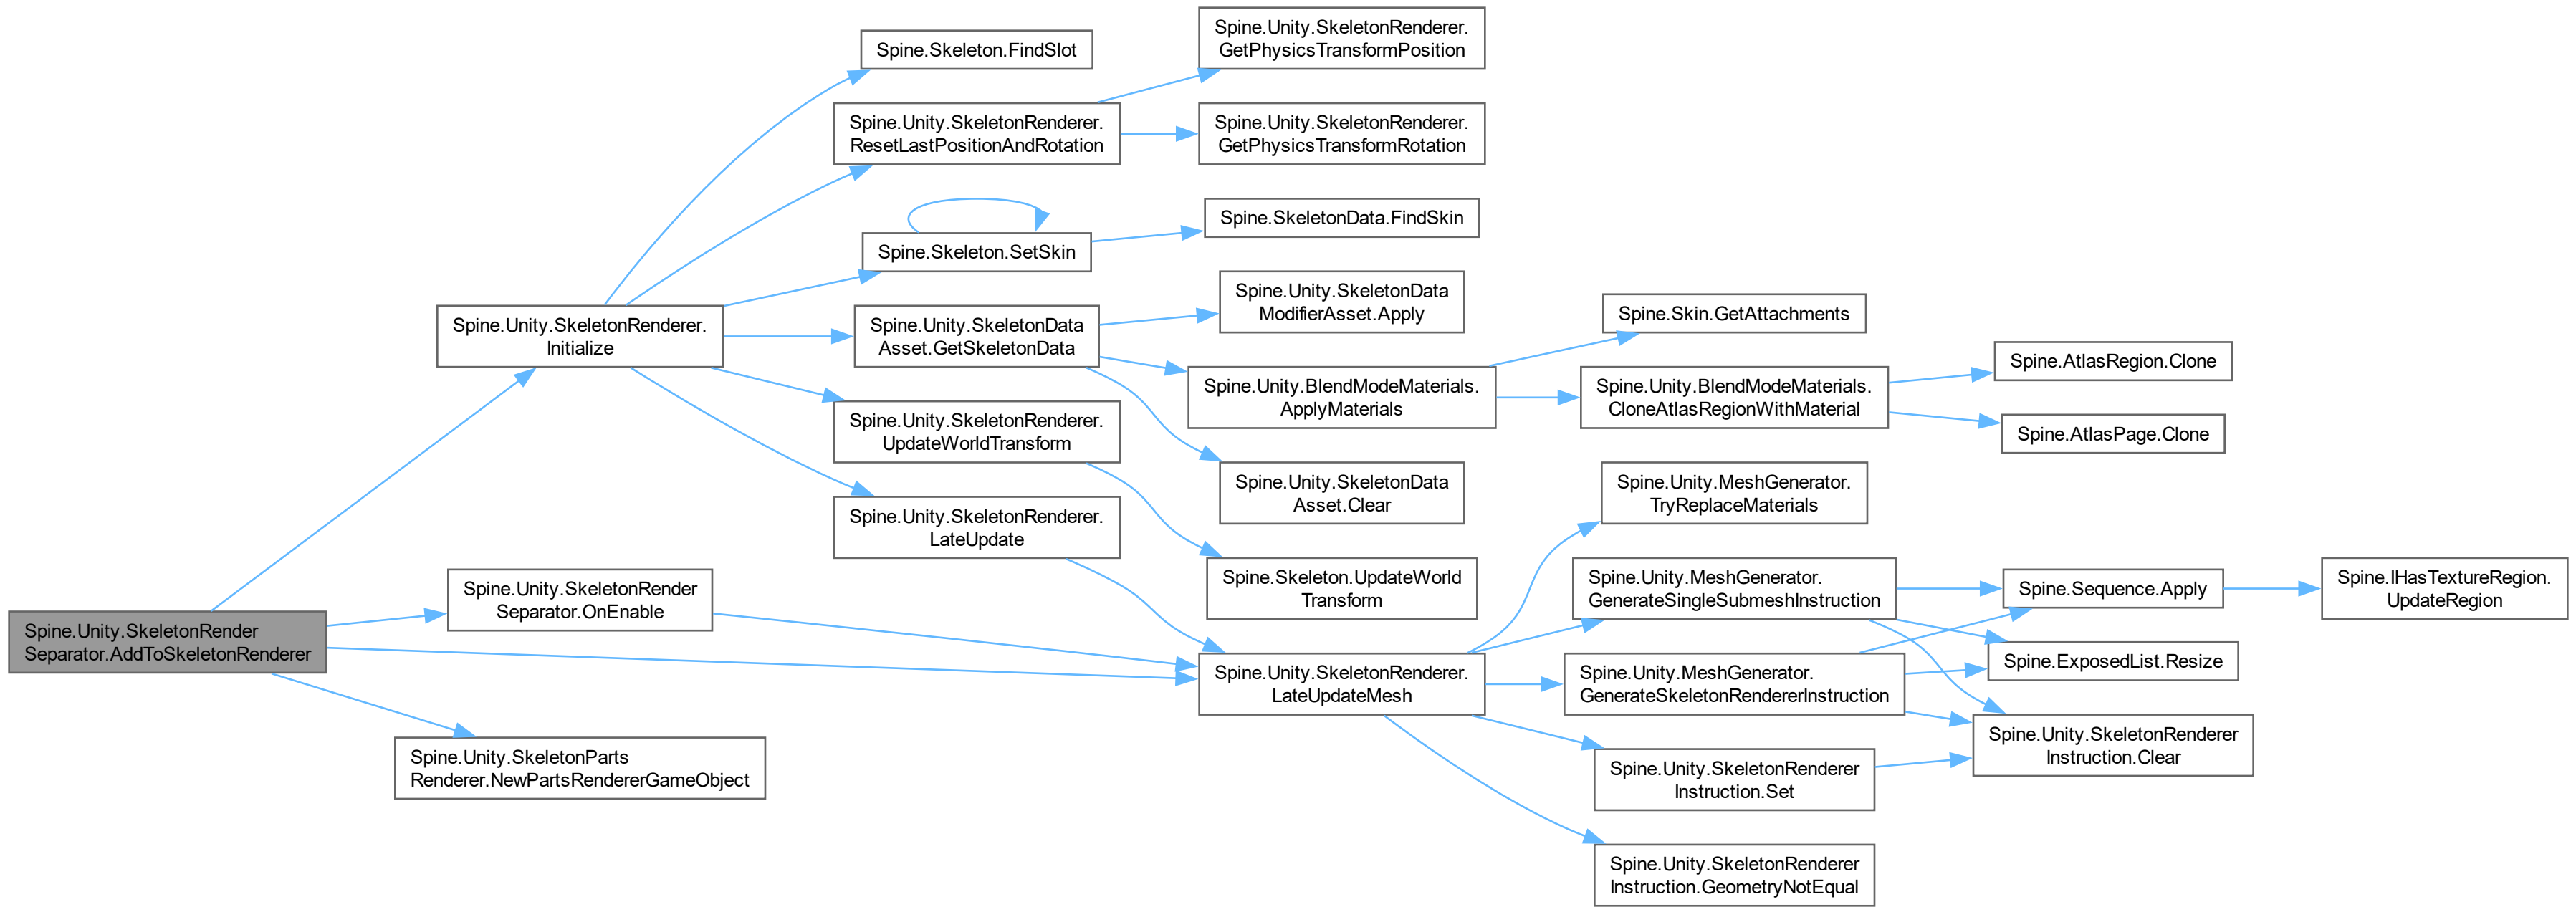 Spine.Unity.SkeletonRender
Separator.AddToSkeletonRenderer
Spine.Unity.SkeletonRenderer.
Initialize
Spine.Unity.SkeletonRender
Separator.OnEnable
Spine.Unity.SkeletonParts
Renderer.NewPartsRendererGameObject
Spine.Skeleton.FindSlot
Spine.Unity.SkeletonRenderer.
ResetLastPositionAndRotation
Spine.Skeleton.SetSkin
Spine.Unity.SkeletonData
Asset.GetSkeletonData
Spine.Unity.SkeletonRenderer.
UpdateWorldTransform
Spine.Unity.SkeletonRenderer.
LateUpdate
Spine.Unity.SkeletonRenderer.
GetPhysicsTransformPosition
Spine.Unity.SkeletonRenderer.
GetPhysicsTransformRotation
Spine.SkeletonData.FindSkin
Spine.Unity.SkeletonData
ModifierAsset.Apply
Spine.Unity.BlendModeMaterials.
ApplyMaterials
Spine.Unity.SkeletonData
Asset.Clear
Spine.Skeleton.UpdateWorld
Transform
Spine.Unity.SkeletonRenderer.
LateUpdateMesh
Spine.Skin.GetAttachments
Spine.Unity.BlendModeMaterials.
CloneAtlasRegionWithMaterial
Spine.Unity.MeshGenerator.
TryReplaceMaterials
Spine.Unity.MeshGenerator.
GenerateSingleSubmeshInstruction
Spine.Unity.MeshGenerator.
GenerateSkeletonRendererInstruction
Spine.Unity.SkeletonRenderer
Instruction.Set
Spine.Unity.SkeletonRenderer
Instruction.GeometryNotEqual
Spine.AtlasRegion.Clone
Spine.AtlasPage.Clone
Spine.Sequence.Apply
Spine.ExposedList.Resize
Spine.Unity.SkeletonRenderer
Instruction.Clear
Spine.IHasTextureRegion.
UpdateRegion